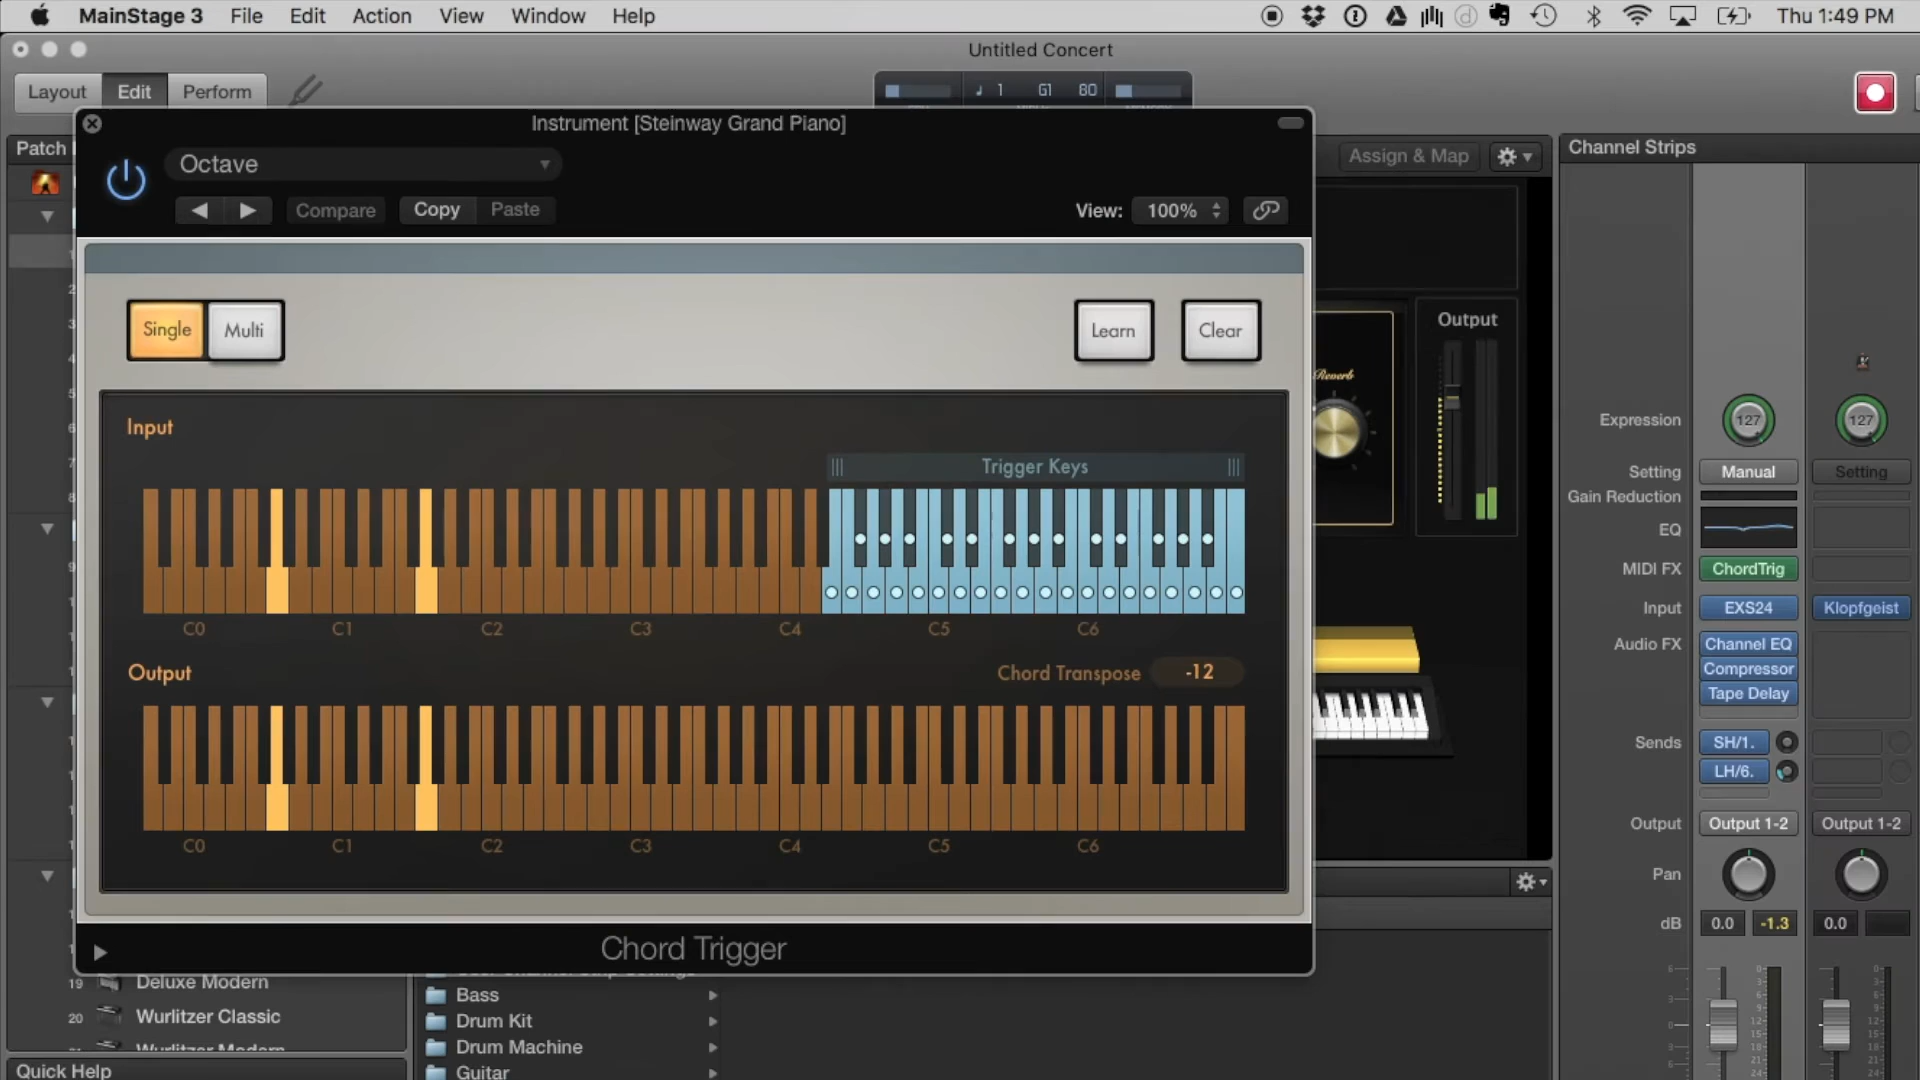 MainStage 3 File Edit Action View Window Help Thu 1:49 PM
Untitled Concert
Layout Edit Perform
1 G1 80
Patch
Instrument [Steinway Grand Piano]
Octave
Compare Copy Paste View: 100%
Assign & Map
Channel Strips
Single Multi Learn Clear
Input
Trigger Keys
C0 C1 C2 C3 C4 C5 C6
Output
Chord Transpose -12
C0 C1 C2 C3 C4 C5 C6
Chord Trigger
Output
Reverb
Expression 127 127
Setting Manual Setting
Gain Reduction
EQ
MIDI FX ChordTrig
Input EXS24 Klopfgeist
Audio FX Channel EQ
Compressor
Tape Delay
Sends SH/1.
LH/6.
Output Output 1-2 Output 1-2
Pan
dB 0.0 -1.3 0.0
19 Deluxe Modern
20 Wurlitzer Classic
Wurlitzer Modern
Quick Help
Bass
Drum Kit
Drum Machine
Guitar